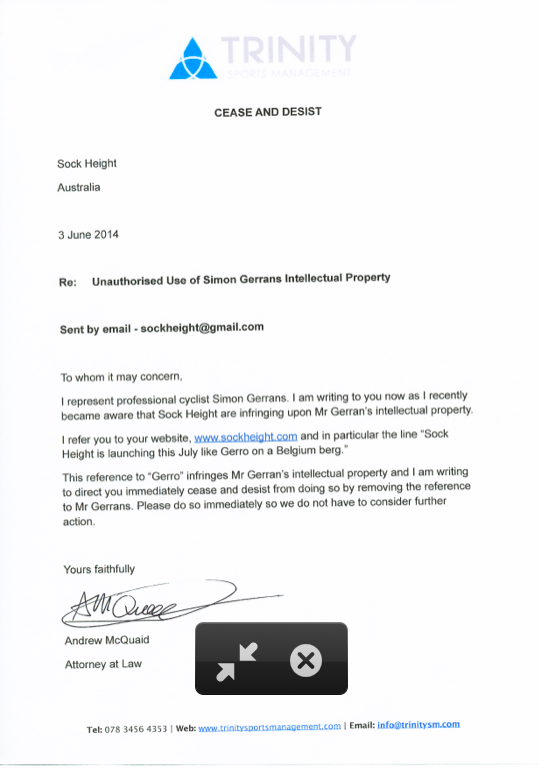 TRINITY
SPORTS MANAGEMENT
CEASE AND DESIST
Sock Height
Australia
3 June 2014
Re: Unauthorised Use of Simon Gerrans Intellectual Property
Sent by email - sockheight@gmail.com
To whom it may concern,
I represent professional cyclist Simon Gerrans. I am writing to you now as I recently
became aware that Sock Height are infringing upon Mr Gerran’s intellectual property.
I refer you to your website, www.sockheight.com and in particular the line “Sock
Height is launching this July like Gerro on a Belgium berg.”
This reference to “Gerro” infringes Mr Gerran’s intellectual property and I am writing
to direct you immediately cease and desist from doing so by removing the reference
to Mr Gerrans. Please do so immediately so we do not have to consider further
action.
Yours faithfully
AMcQuaid
Andrew McQuaid
Attorney at Law
Tel: 078 3456 4353 | Web: www.trinitysportsmanagement.com | Email: info@trinitysm.com